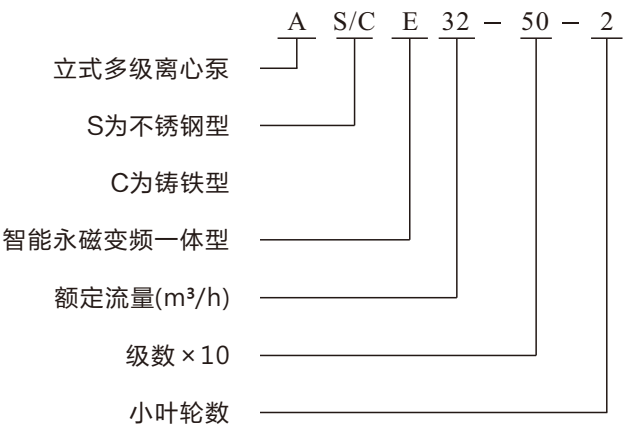 A S/C E 32 – 50 – 2
立式多级离心泵
S为不锈钢型
C为铸铁型
智能永磁变频一体型
额定流量(m³/h)
级数×10
小叶轮数